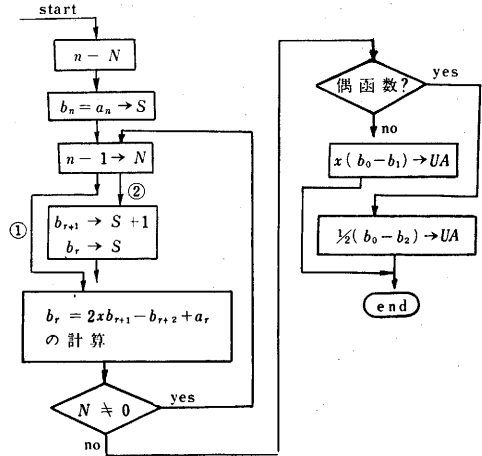 start
n − N
bₙ = aₙ → S
n − 1 → N
①
②
bᵣ₊₁ → S + 1
bᵣ → S
bᵣ = 2xbᵣ₊₁ − bᵣ₊₂ + aᵣ
の計算
N ≠ 0
yes
no
偶函数?
yes
no
x ( b₀ − b₁ ) → UA
½( b₀ − b₂ ) → UA
end